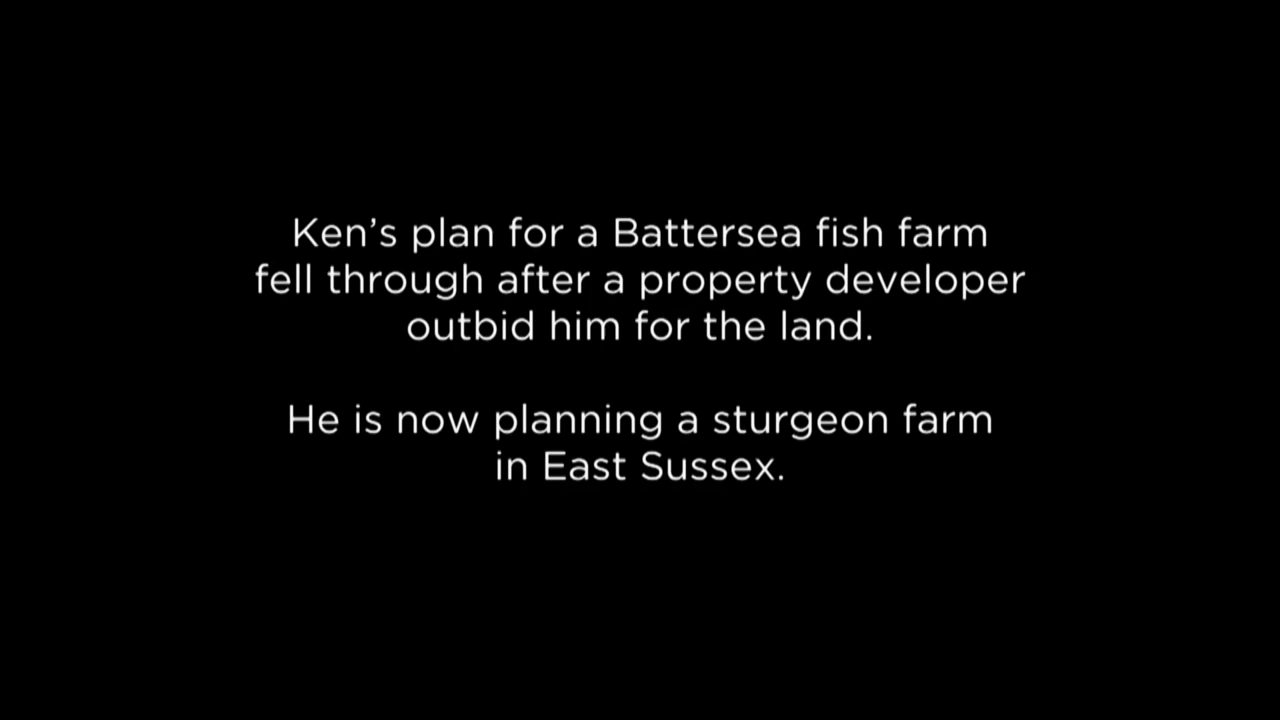 Ken’s plan for a Battersea fish farm
fell through after a property developer
outbid him for the land.
He is now planning a sturgeon farm
in East Sussex.